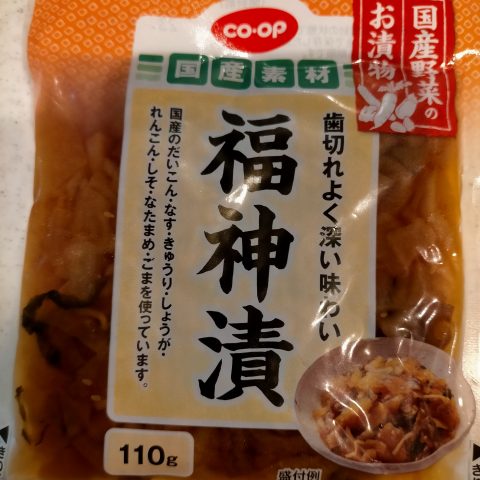 CO·OP
国産野菜の
お漬物
国産素材
歯切れよく深い味わい
福神漬
国産のだいこん・なす・きゅうり・しょうが・
れんこん・しそ・なたまめ・ごまを使っています。
110g
盛付例